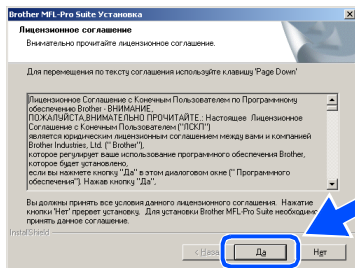 Brother MFL-Pro Suite Установка
Лицензионное соглашение
Внимательно прочитайте лицензионное соглашение.
Для перемещения по тексту соглашения используйте клавишу 'Page Down'
Лицензионное Соглашение с Конечным Пользователем по Программному
обеспечению Brother - ВНИМАНИЕ,
ПОЖАЛУЙСТА,ВНИМАТЕЛЬНО ПРОЧИТАЙТЕ.: Настоящее Лицензионное
Соглашение с Конечным Пользователем ("ЛСКП")
является юридическим лицензионным соглашением между вами и компанией
Brother Industries, Ltd. (" Brother"),
которое регулирует ваше использование программного обеспечения Brother,
которое будет установлено,
если вы нажмете кнопку "Да" в этом диалоговом окне (" Программного
обеспечения"). Нажав кнопку "Да",
Вы должны принять все условия данного лицензионного соглашения. Нажатие
кнопки 'Нет' прервет установку. Для установки Brother MFL-Pro Suite необходимо
принять данное соглашение.
InstallShield
< Назад
Да
Нет